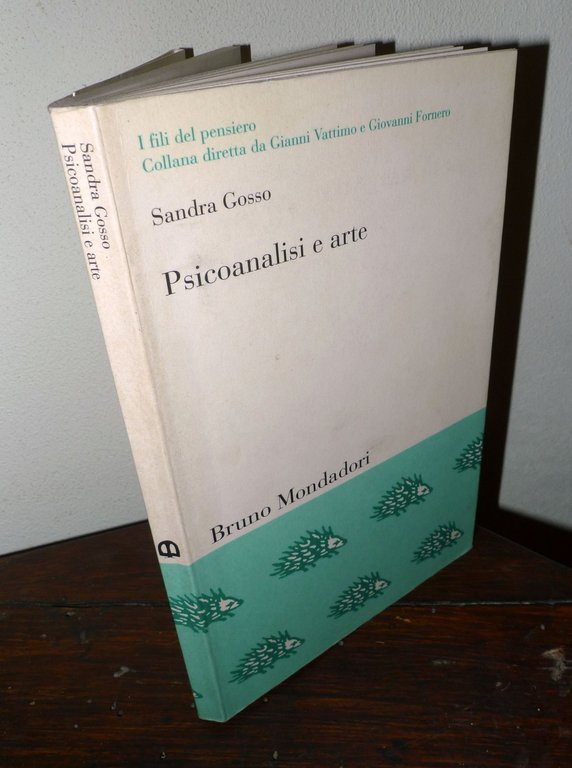 I fili del pensiero
Collana diretta da Gianni Vattimo e Giovanni Fornero
Sandra Gosso
Psicoanalisi e arte
Bruno Mondadori
Sandra Gosso
Psicoanalisi e arte
B